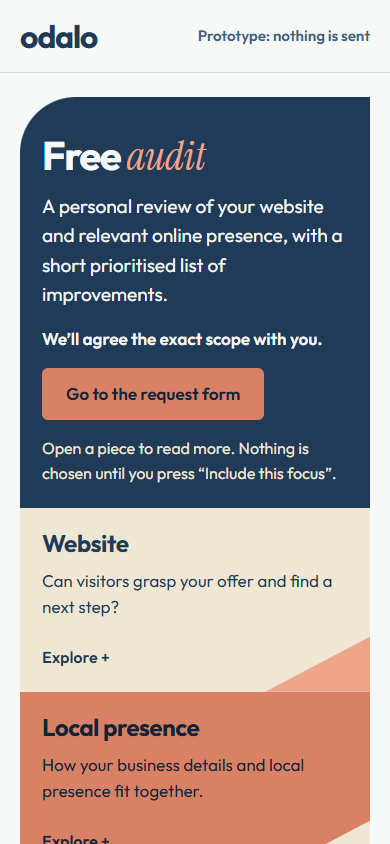 odalo
Prototype: nothing is sent
Free audit
A personal review of your website
and relevant online presence, with a
short prioritised list of
improvements.
We’ll agree the exact scope with you.
Go to the request form
Open a piece to read more. Nothing is
chosen until you press “Include this focus”.
Website
Can visitors grasp your offer and find a
next step?
Explore +
Local presence
How your business details and local
presence fit together.
Explore +